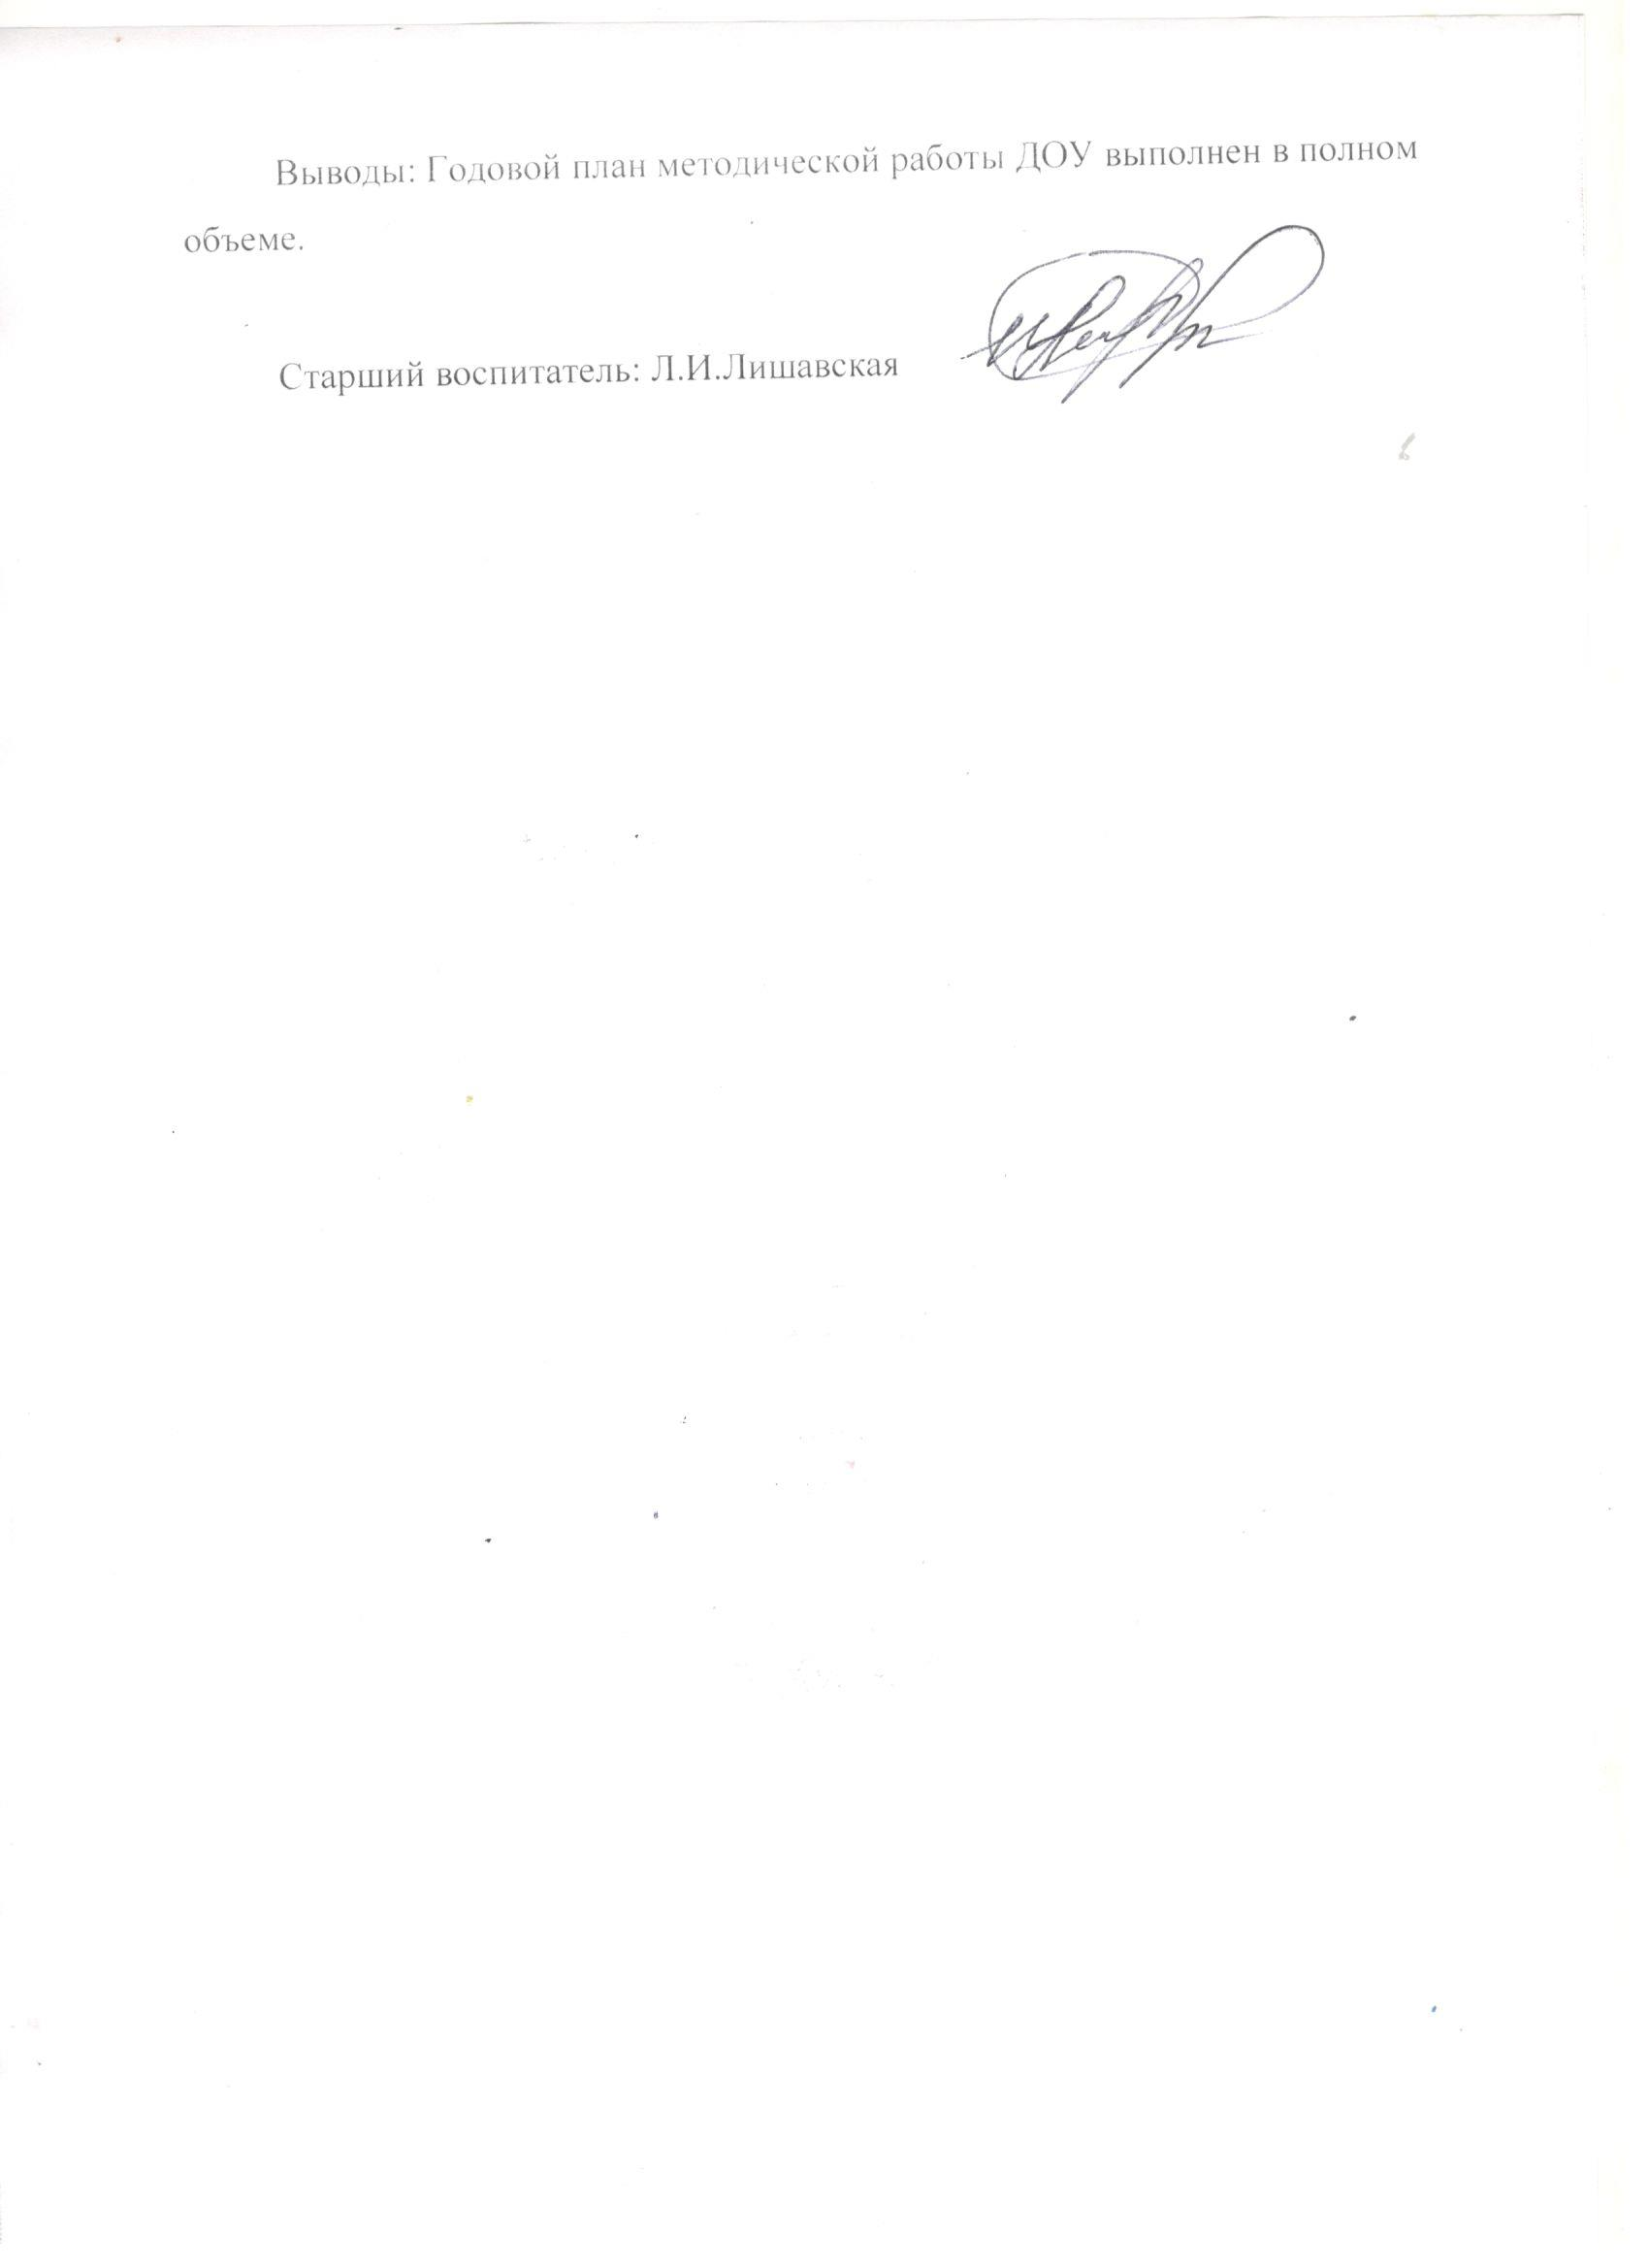 Выводы: Годовой план методической работы ДОУ выполнен в полном
объеме.
Старший воспитатель: Л.И.Лишавская